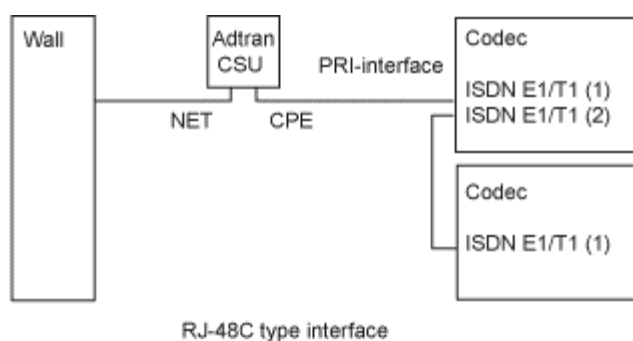 Wall
Adtran
CSU
PRI-interface
NET
CPE
Codec
ISDN E1/T1 (1)
ISDN E1/T1 (2)
Codec
ISDN E1/T1 (1)
RJ-48C type interface